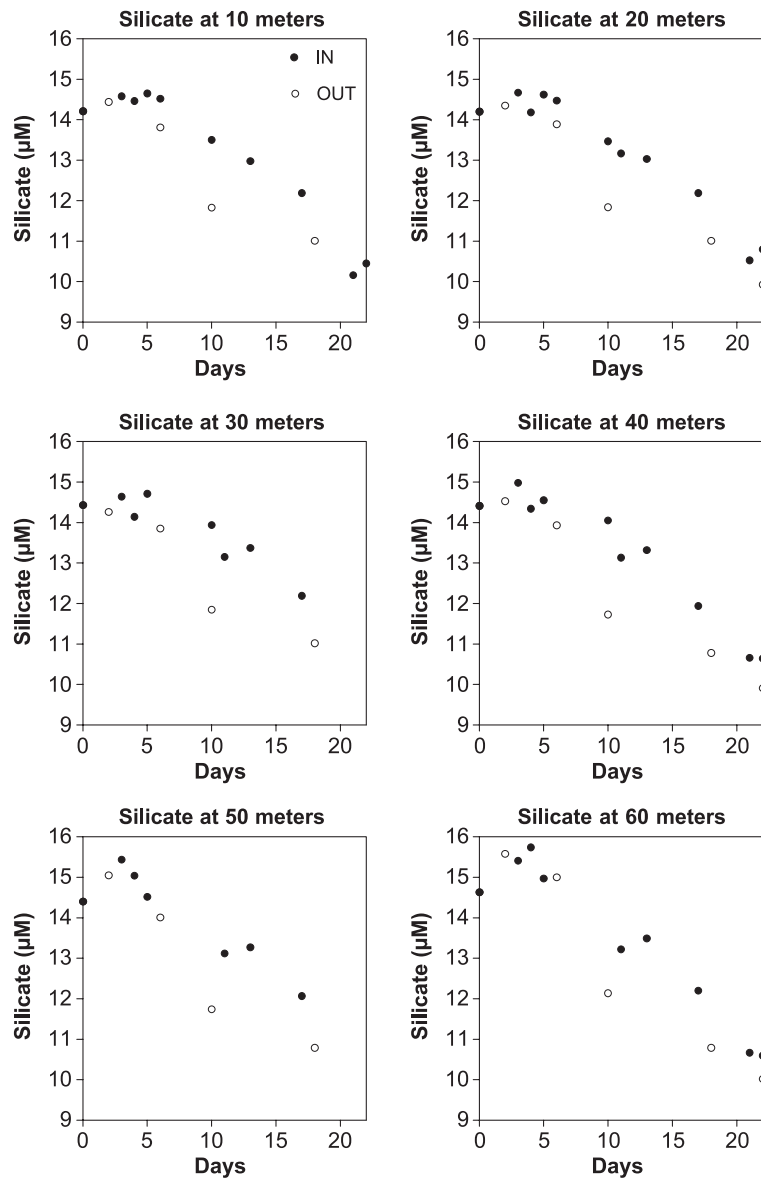 Silicate at 10 meters
16
15
14
13
12
11
10
9
Silicate (µM)
0 5 10 15 20
Days
IN
OUT
Silicate at 20 meters
16
15
14
13
12
11
10
9
Silicate (µM)
0 5 10 15 20
Days
Silicate at 30 meters
16
15
14
13
12
11
10
9
Silicate (µM)
0 5 10 15 20
Days
Silicate at 40 meters
16
15
14
13
12
11
10
9
Silicate (µM)
0 5 10 15 20
Days
Silicate at 50 meters
16
15
14
13
12
11
10
9
Silicate (µM)
0 5 10 15 20
Days
Silicate at 60 meters
16
15
14
13
12
11
10
9
Silicate (µM)
0 5 10 15 20
Days